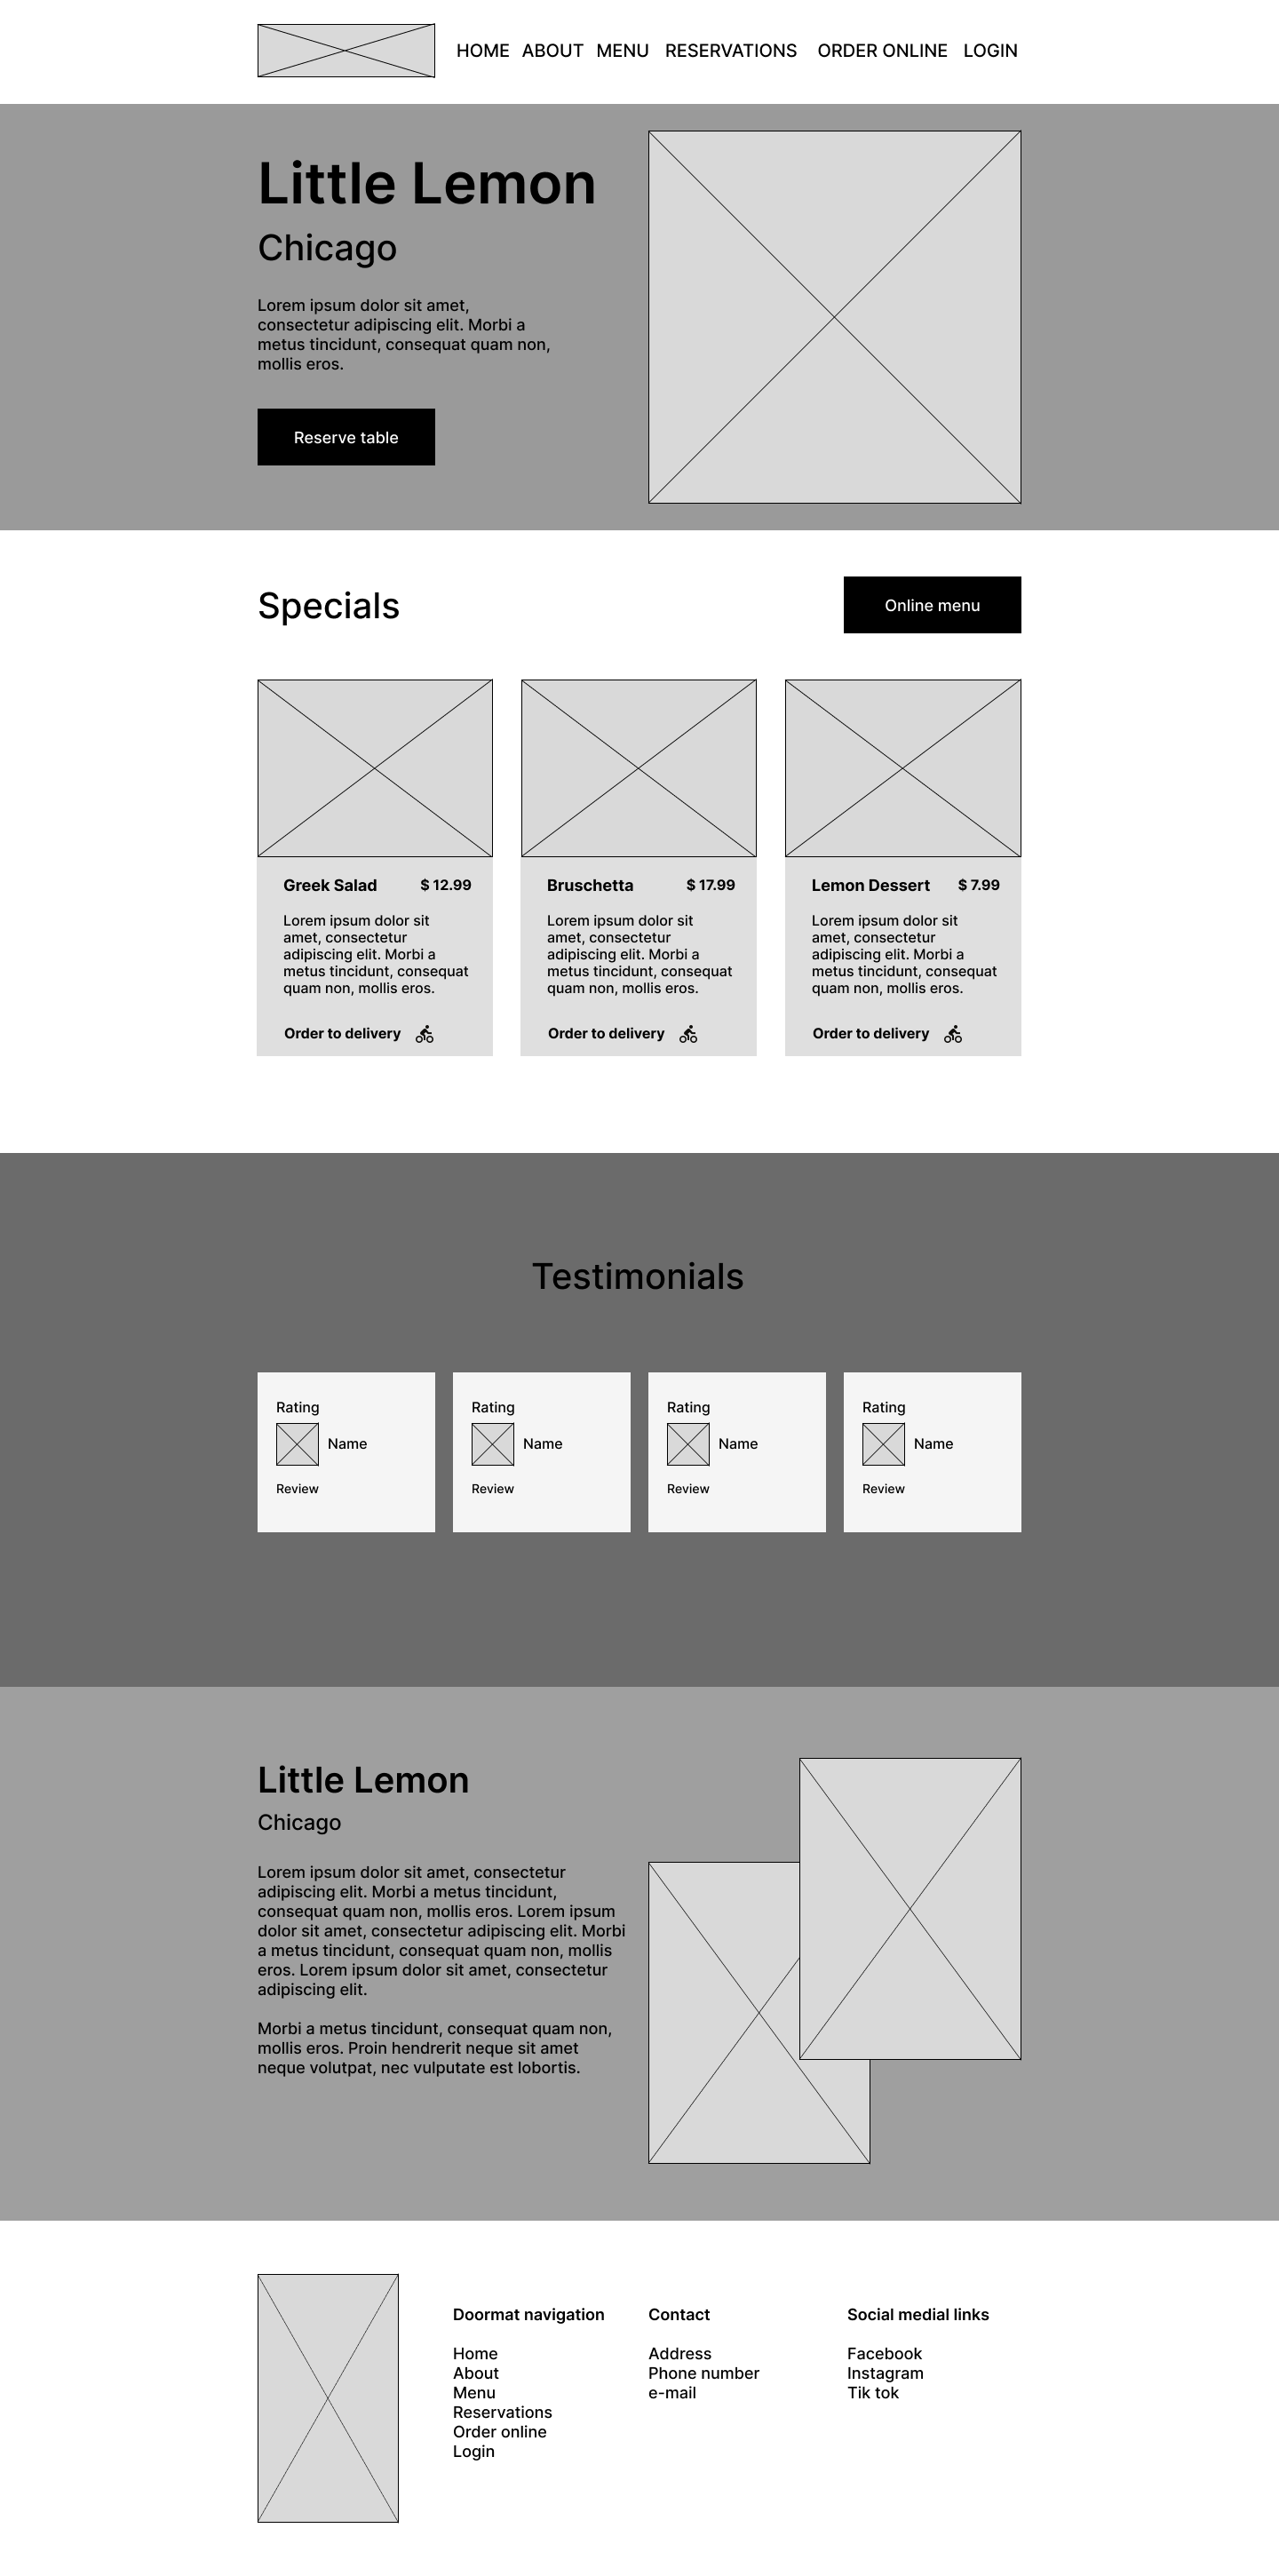 HOME ABOUT MENU RESERVATIONS ORDER ONLINE LOGIN
Little Lemon
Chicago
Lorem ipsum dolor sit amet,
consectetur adipiscing elit. Morbi a
metus tincidunt, consequat quam non,
mollis eros.
Reserve table
Specials
Online menu
Greek Salad $ 12.99
Lorem ipsum dolor sit
amet, consectetur
adipiscing elit. Morbi a
metus tincidunt, consequat
quam non, mollis eros.
Order to delivery
Bruschetta $ 17.99
Lorem ipsum dolor sit
amet, consectetur
adipiscing elit. Morbi a
metus tincidunt, consequat
quam non, mollis eros.
Order to delivery
Lemon Dessert $ 7.99
Lorem ipsum dolor sit
amet, consectetur
adipiscing elit. Morbi a
metus tincidunt, consequat
quam non, mollis eros.
Order to delivery
Testimonials
Rating
Name
Review
Rating
Name
Review
Rating
Name
Review
Rating
Name
Review
Little Lemon
Chicago
Lorem ipsum dolor sit amet, consectetur
adipiscing elit. Morbi a metus tincidunt,
consequat quam non, mollis eros. Lorem ipsum
dolor sit amet, consectetur adipiscing elit. Morbi
a metus tincidunt, consequat quam non, mollis
eros. Lorem ipsum dolor sit amet, consectetur
adipiscing elit.
Morbi a metus tincidunt, consequat quam non,
mollis eros. Proin hendrerit neque sit amet
neque volutpat, nec vulputate est lobortis.
Doormat navigation
Home
About
Menu
Reservations
Order online
Login
Contact
Address
Phone number
e-mail
Social medial links
Facebook
Instagram
Tik tok